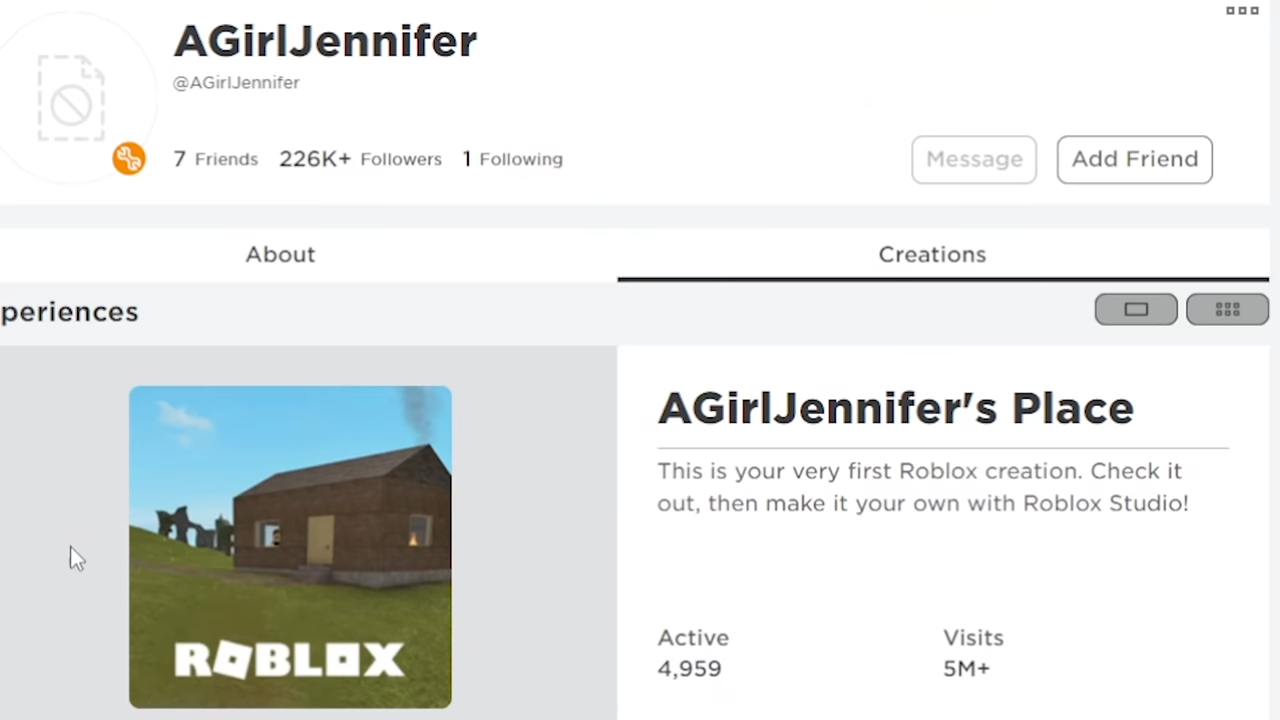 AGirlJennifer
@AGirlJennifer
7 Friends 226K+ Followers 1 Following
Message
Add Friend
About
Creations
periences
AGirlJennifer's Place
This is your very first Roblox creation. Check it
out, then make it your own with Roblox Studio!
ROBLOX
Active
4,959
Visits
5M+